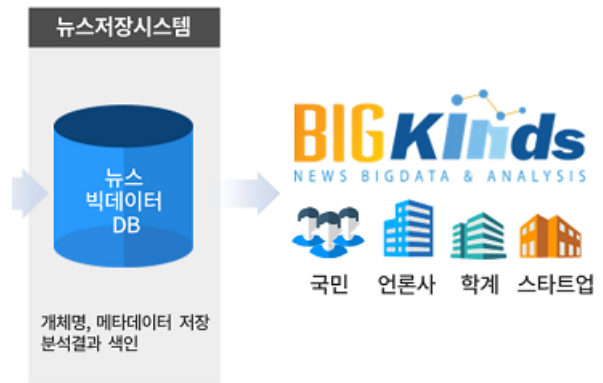 뉴스저장시스템
뉴스
빅데이터
DB
개체명, 메타데이터 저장
분석결과 색인
BIGKinds
NEWS BIGDATA & ANALYSIS
국민 언론사 학계 스타트업